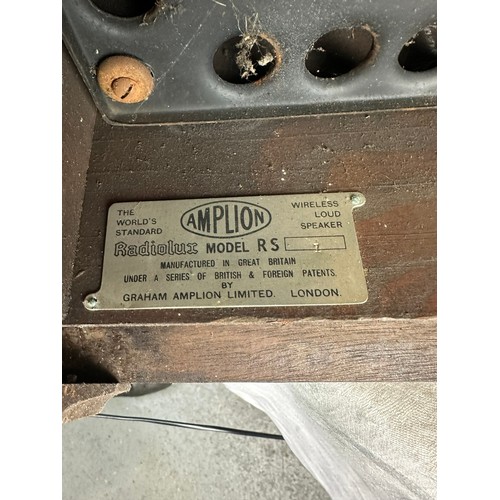 THE WORLD'S STANDARD
AMPLION
WIRELESS LOUD SPEAKER
Radiolux MODEL RS 7
MANUFACTURED IN GREAT BRITAIN
UNDER A SERIES OF BRITISH & FOREIGN PATENTS.
BY
GRAHAM AMPLION LIMITED. LONDON.